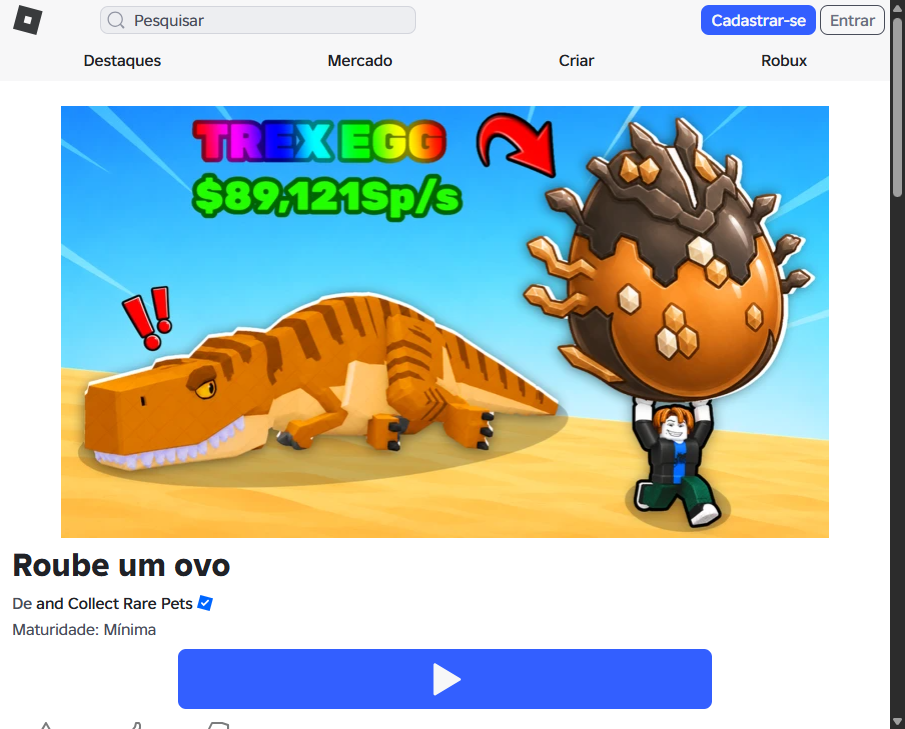 Pesquisar
Cadastrar-se
Entrar
Destaques
Mercado
Criar
Robux
TREX EGG
$89,121Sp/s
!!
Roube um ovo
De and Collect Rare Pets
Maturidade: Mínima